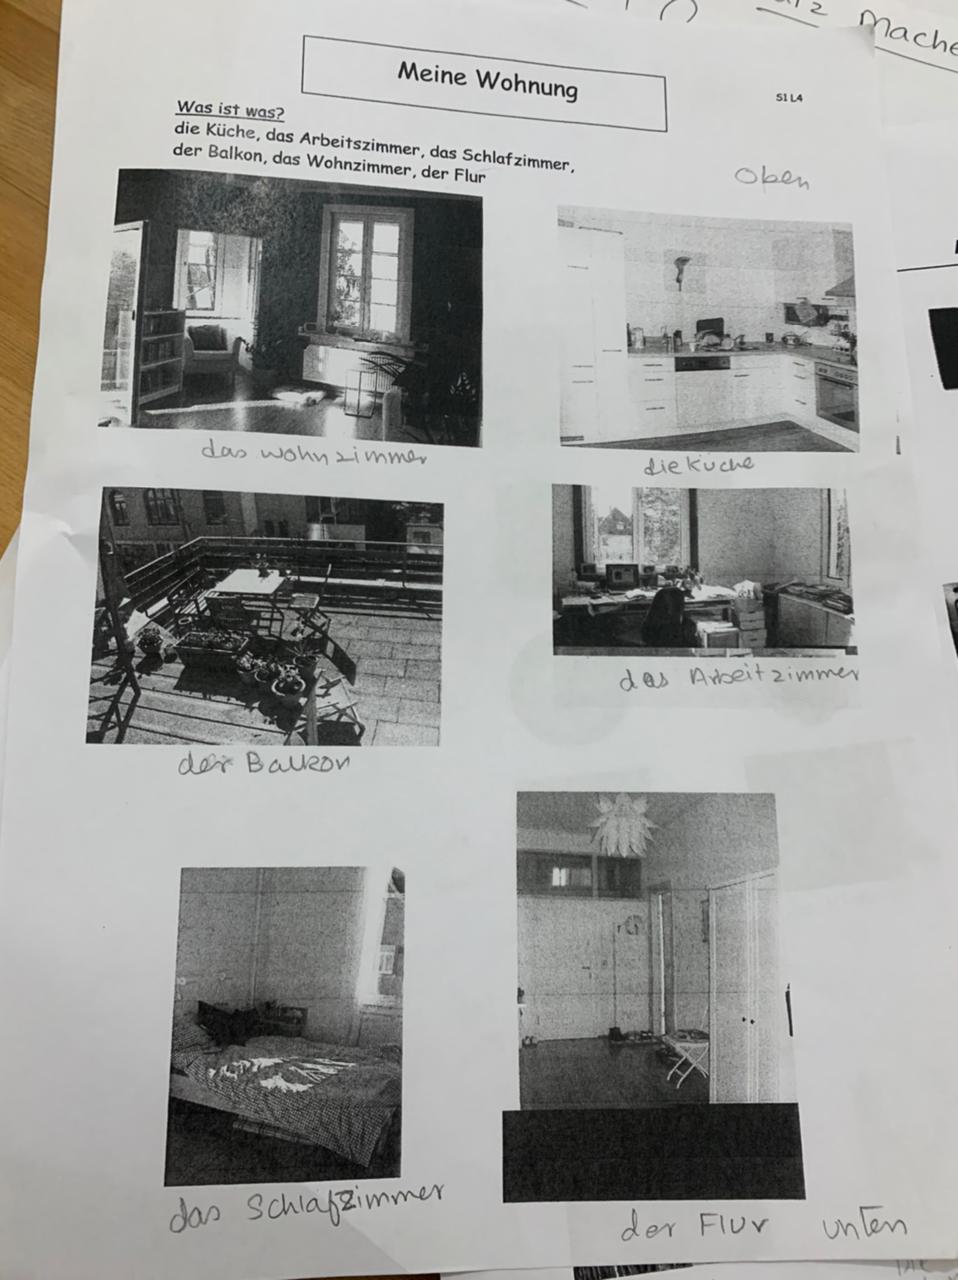 Mache
Meine Wohnung
S1 L4
Was ist was?
die Küche, das Arbeitszimmer, das Schlafzimmer,
der Balkon, das Wohnzimmer, der Flur
Oben
das wohnzimmer
die Küche
der Balkon
das Arbeitzimmer
das Schlafzimmer
der Flur
unten